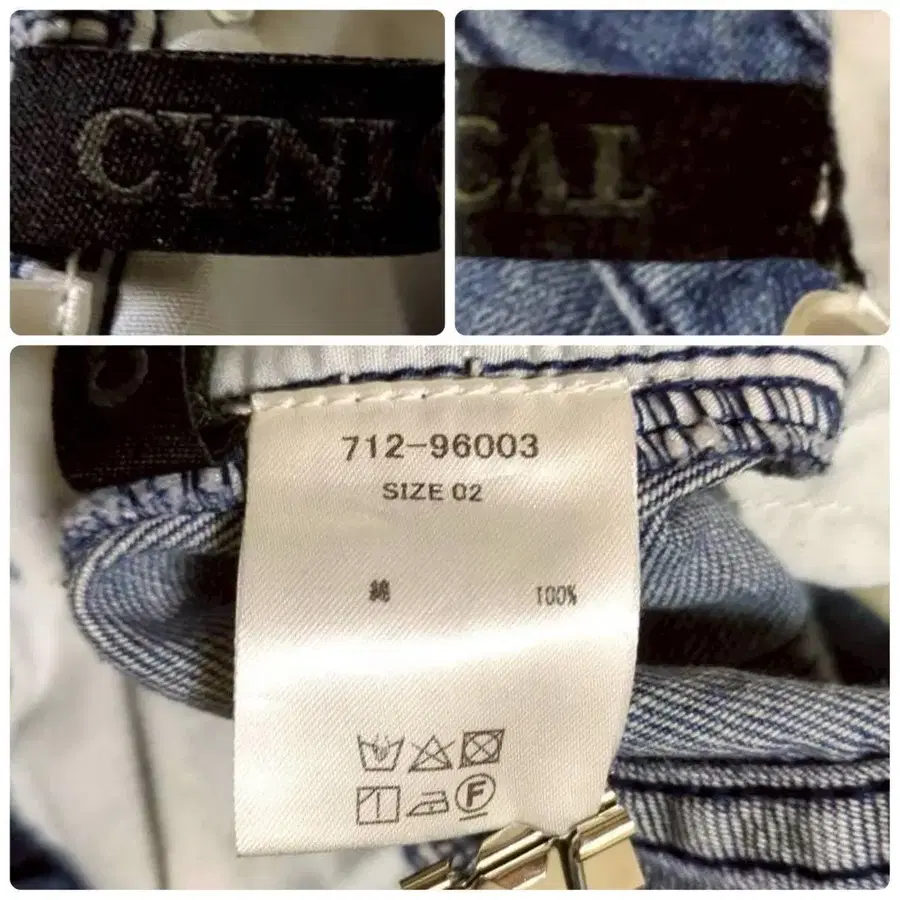 CYNI
CAL
712-96003
SIZE 02
綿 100%
F